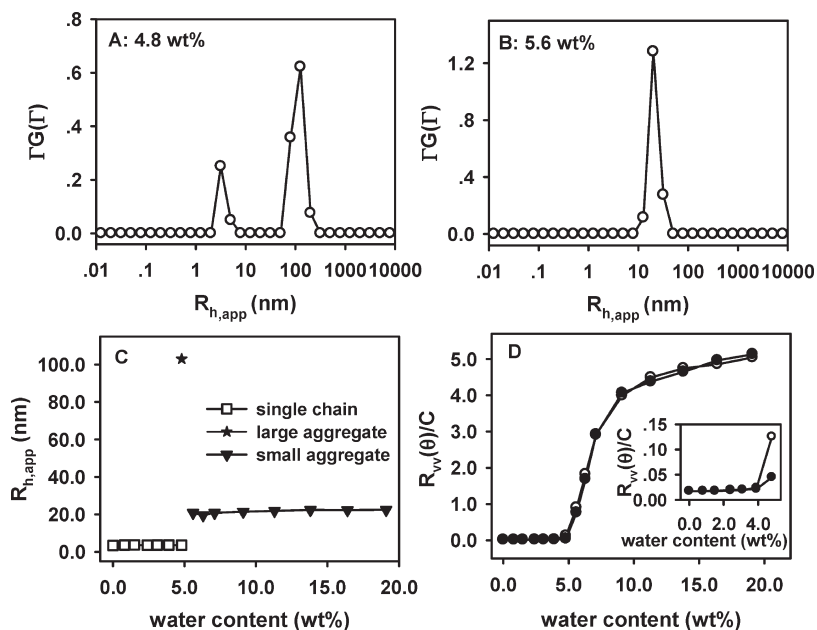 A: 4.8 wt%
ΓG(Γ)
.8
.6
.4
.2
0.0
.01 .1 1 10 100 1000 10000
R_h,app (nm)
B: 5.6 wt%
ΓG(Γ)
1.2
.8
.4
0.0
.01 .1 1 10 100 1000 10000
R_h,app (nm)
C
R_h,app (nm)
100.0
80.0
60.0
40.0
20.0
0.0
single chain
large aggregate
small aggregate
0.0 5.0 10.0 15.0 20.0
water content (wt%)
D
R_vv(θ)/C
5.0
4.0
3.0
2.0
1.0
0.0
R_vv(θ)/C
.15
.10
.05
0.00
0.0 2.0 4.0
water content (wt%)
0.0 5.0 10.0 15.0 20.0
water content (wt%)